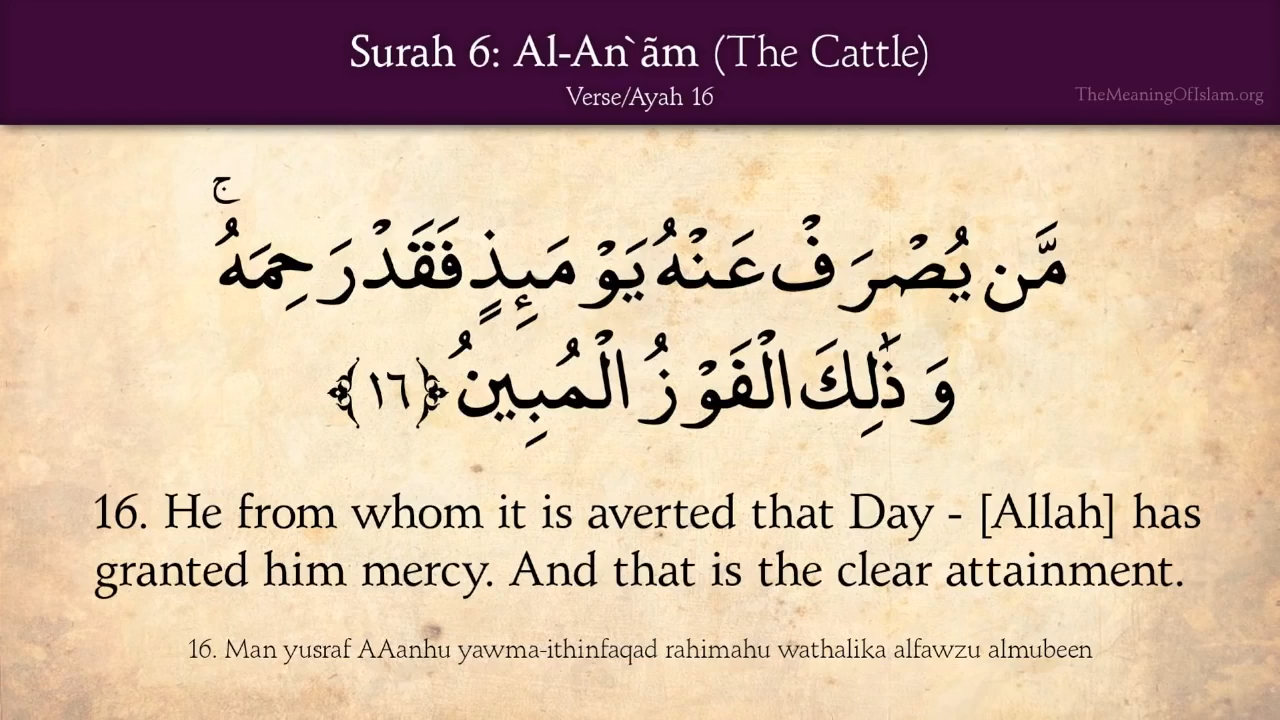 Surah 6: Al-An`ãm (The Cattle)
Verse/Ayah 16
TheMeaningOfIslam.org
مَّن يُصْرَفْ عَنْهُ يَوْمَئِذٍ فَقَدْ رَحِمَهُ ۚ
وَذَٰلِكَ الْفَوْزُ الْمُبِينُ ﴿١٦﴾
16. He from whom it is averted that Day - [Allah] has
granted him mercy. And that is the clear attainment.
16. Man yusraf AAanhu yawma-ithinfaqad rahimahu wathalika alfawzu almubeen